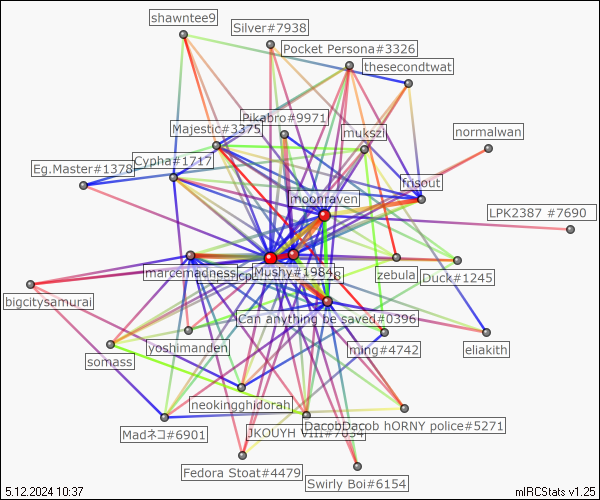 shawntee9
Silver#7938
Pocket Persona#3326
thesecondtwat
Pikabro#9971
Majestic#3375
mukszi
normalwan
Cypha#1717
Eg.Master#1378
frisout
moonraven
LPK2387 #7690
marcemadness
Mushy#1984
zebula
Duck#1245
bigcitysamurai
Can anything be saved#0396
yoshimanden
ming#4742
eliakith
somass
neokingghidorah
DacobDacob hORNY police#5271
JKOUYH VIII#7834
Madネコ#6901
Fedora Stoat#4479
Swirly Boi#6154
5.12.2024 10:37
mIRCStats v1.25